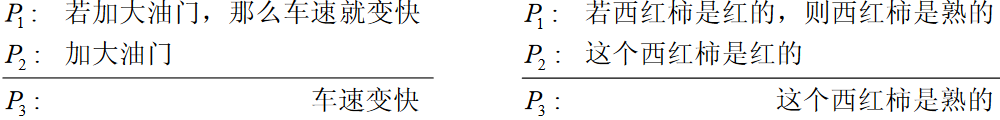 P₁： 若加大油门，那么车速就变快
P₂： 加大油门
P₃： 车速变快
P₁： 若西红柿是红的，则西红柿是熟的
P₂： 这个西红柿是红的
P₃： 这个西红柿是熟的